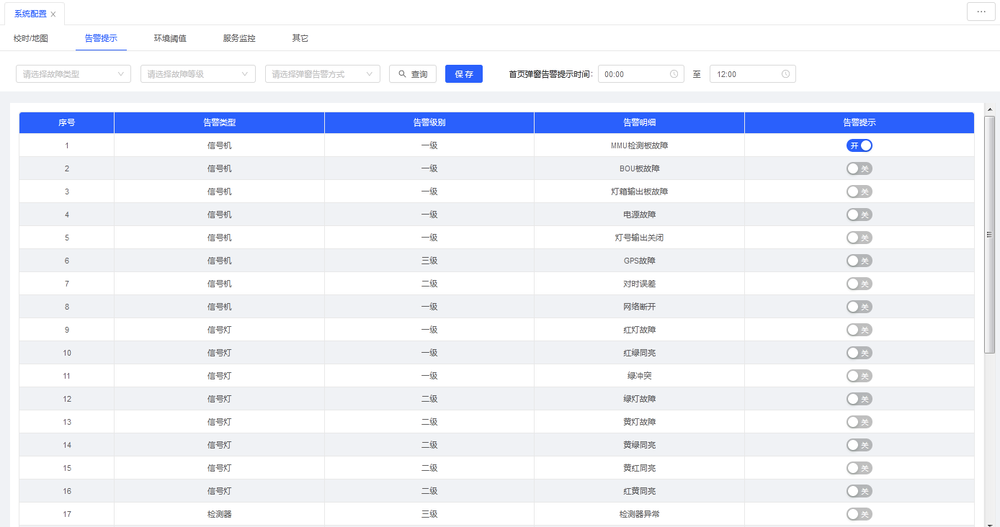 系统配置
校时/地图 告警提示 环境阈值 服务监控 其它
请选择故障类型 请选择故障等级 请选择弹窗告警方式 查询 保存 首页弹窗告警提示时间: 00:00 至 12:00
序号 告警类型 告警级别 告警明细 告警提示
1 信号机 一级 MMU检测板故障 开
2 信号机 一级 BOU板故障 关
3 信号机 一级 灯箱输出板故障 关
4 信号机 一级 电源故障 关
5 信号机 一级 灯号输出关闭 关
6 信号机 三级 GPS故障 关
7 信号机 二级 对时误差 关
8 信号机 一级 网络断开 关
9 信号灯 一级 红灯故障 关
10 信号灯 一级 红绿同亮 关
11 信号灯 一级 绿冲突 关
12 信号灯 二级 绿灯故障 关
13 信号灯 二级 黄灯故障 关
14 信号灯 二级 黄绿同亮 关
15 信号灯 二级 黄红同亮 关
16 信号灯 二级 红黄同亮 关
17 检测器 三级 检测器异常 关